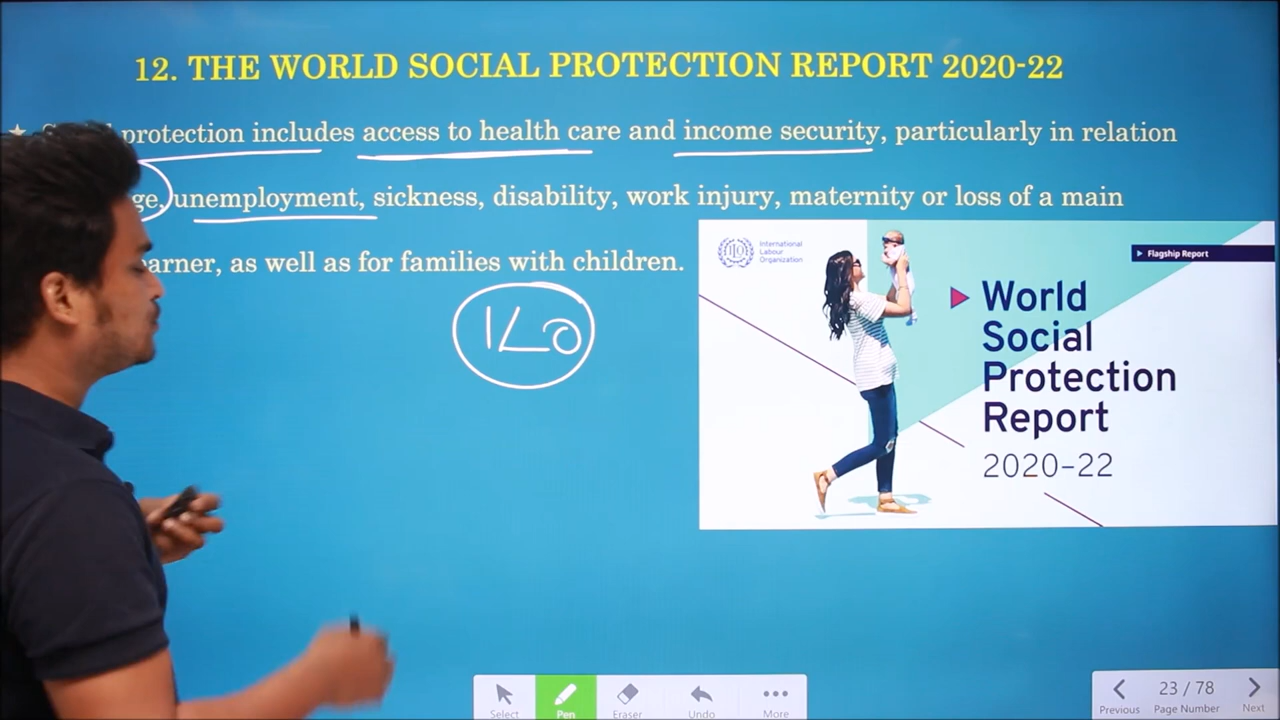 12. THE WORLD SOCIAL PROTECTION REPORT 2020-22
protection includes access to health care and income security, particularly in relation
unemployment, sickness, disability, work injury, maternity or loss of a main
as well as for families with children.
ILO
International
Labour
Organization
Flagship Report
World
Social
Protection
Report
2020–22
Select
Pen
Eraser
Undo
More
23 / 78
Previous
Page Number
Next